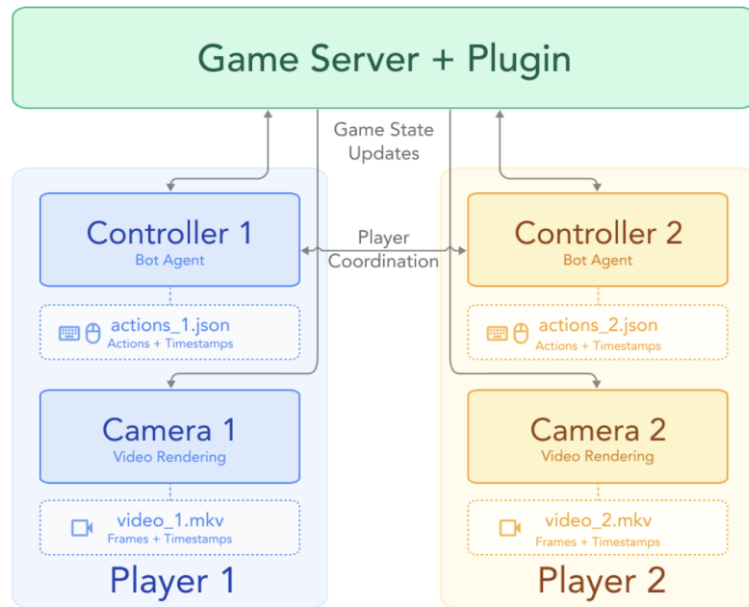 Game Server + Plugin
Game State
Updates
Controller 1
Bot Agent
Player
Coordination
Controller 2
Bot Agent
actions_1.json
Actions + Timestamps
actions_2.json
Actions + Timestamps
Camera 1
Video Rendering
Camera 2
Video Rendering
video_1.mkv
Frames + Timestamps
video_2.mkv
Frames + Timestamps
Player 1
Player 2